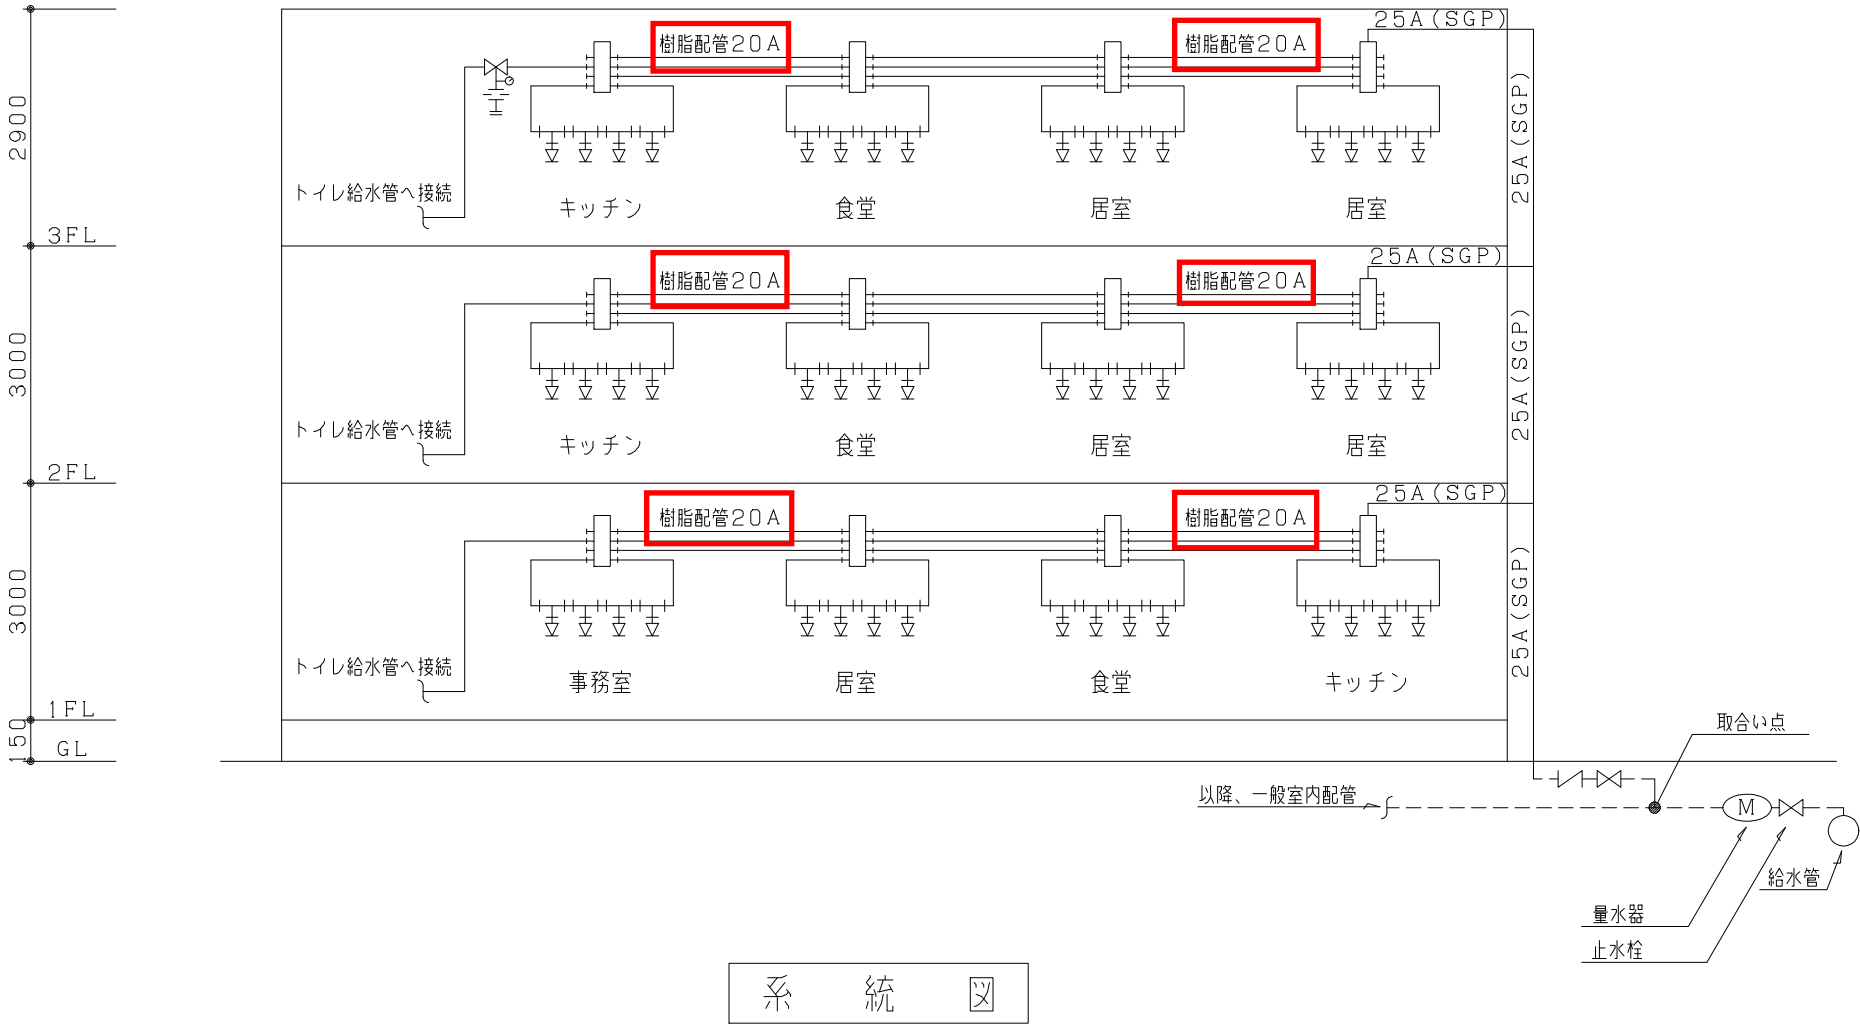 25A(SGP)
樹脂配管20A
樹脂配管20A
2900
25A(SGP)
トイレ給水管へ接続
キッチン
食堂
居室
居室
3FL
25A(SGP)
樹脂配管20A
樹脂配管20A
3000
25A(SGP)
トイレ給水管へ接続
キッチン
食堂
居室
居室
2FL
25A(SGP)
樹脂配管20A
樹脂配管20A
3000
25A(SGP)
トイレ給水管へ接続
事務室
居室
食堂
キッチン
1FL
150
GL
取合い点
以降、一般室内配管
M
給水管
量水器
止水栓
系統図